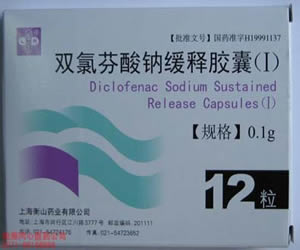 【批准文号】国药准字H19991137
双氯芬酸钠缓释胶囊(Ⅰ)
Diclofenac Sodium Sustained
Release Capsules(Ⅰ)
【规格】0.1g
12粒
上海衡山药业有限公司